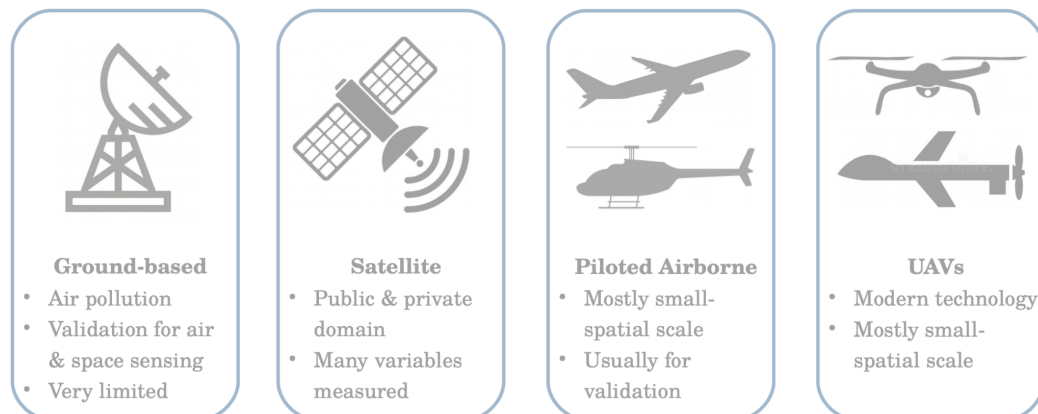 Ground-based
• Air pollution
• Validation for air
& space sensing
• Very limited
Satellite
• Public & private
domain
• Many variables
measured
Piloted Airborne
• Mostly small-
spatial scale
• Usually for
validation
UAVs
• Modern technology
• Mostly small-
spatial scale